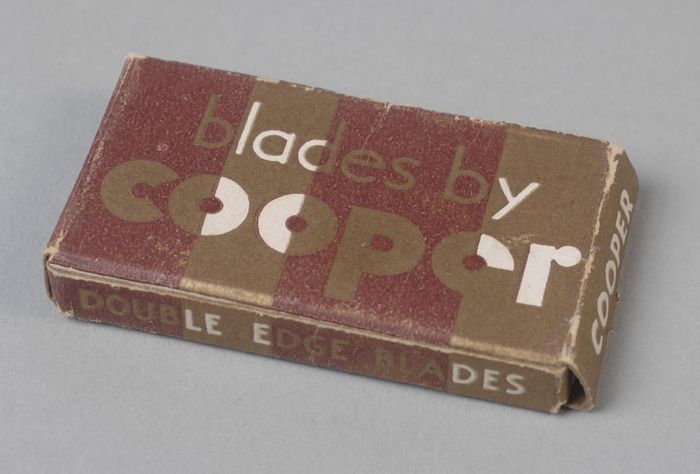 blades by
cooper
DOUBLE EDGE BLADES
COOPER